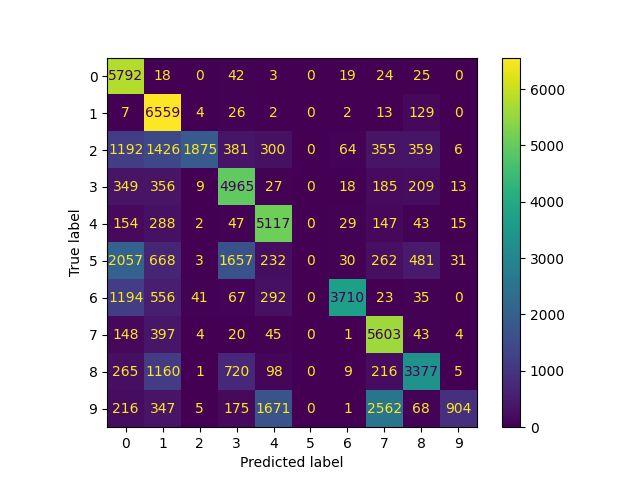 0 5792 18 0 42 3 0 19 24 25 0
1 7 6559 4 26 2 0 2 13 129 0
2 1192 1426 1875 381 300 0 64 355 359 6
3 349 356 9 4965 27 0 18 185 209 13
4 154 288 2 47 5117 0 29 147 43 15
5 2057 668 3 1657 232 0 30 262 481 31
6 1194 556 41 67 292 0 3710 23 35 0
7 148 397 4 20 45 0 1 5603 43 4
8 265 1160 1 720 98 0 9 216 3377 5
9 216 347 5 175 1671 0 1 2562 68 904
0 1 2 3 4 5 6 7 8 9
Predicted label
True label
6000
5000
4000
3000
2000
1000
0